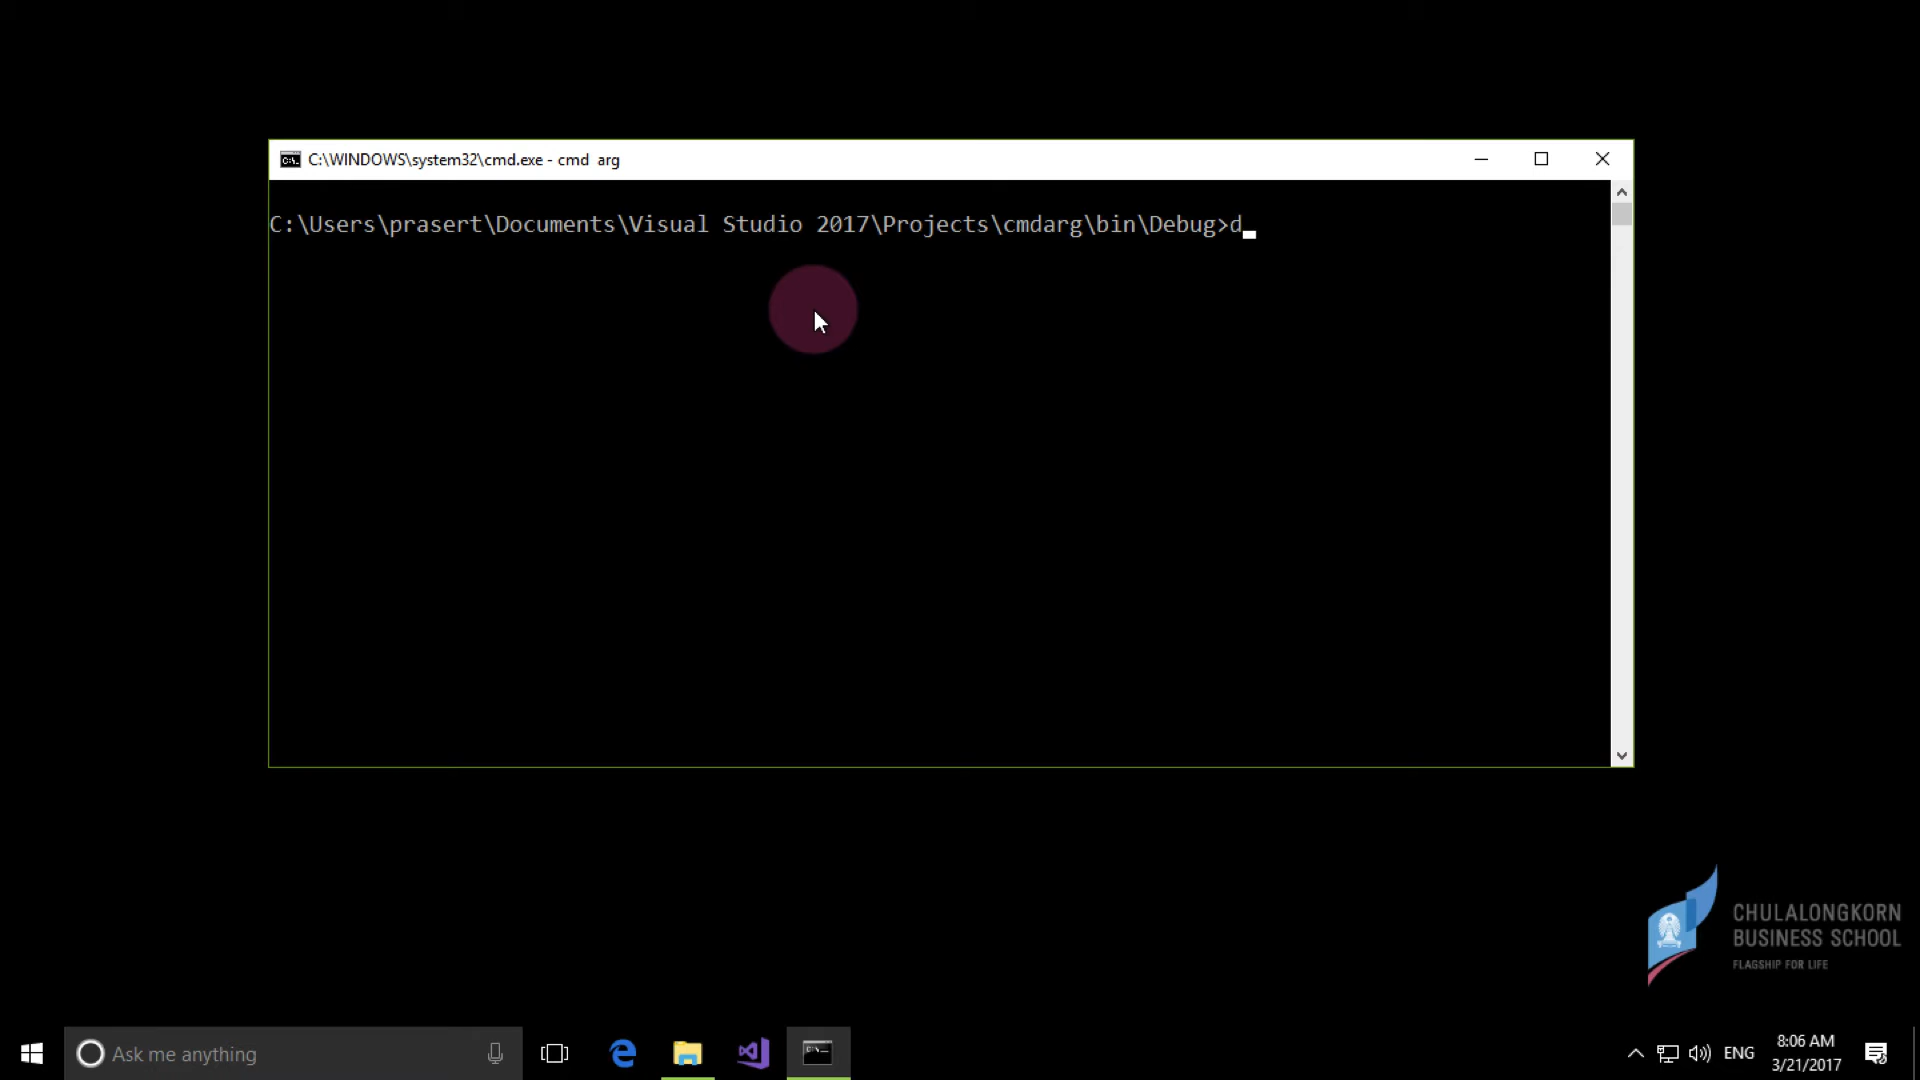 C:\WINDOWS\system32\cmd.exe - cmd  arg
C:\Users\prasert\Documents\Visual Studio 2017\Projects\cmdarg\bin\Debug>d_
CHULALONGKORN
BUSINESS SCHOOL
FLAGSHIP FOR LIFE
Ask me anything
ENG
8:06 AM
3/21/2017